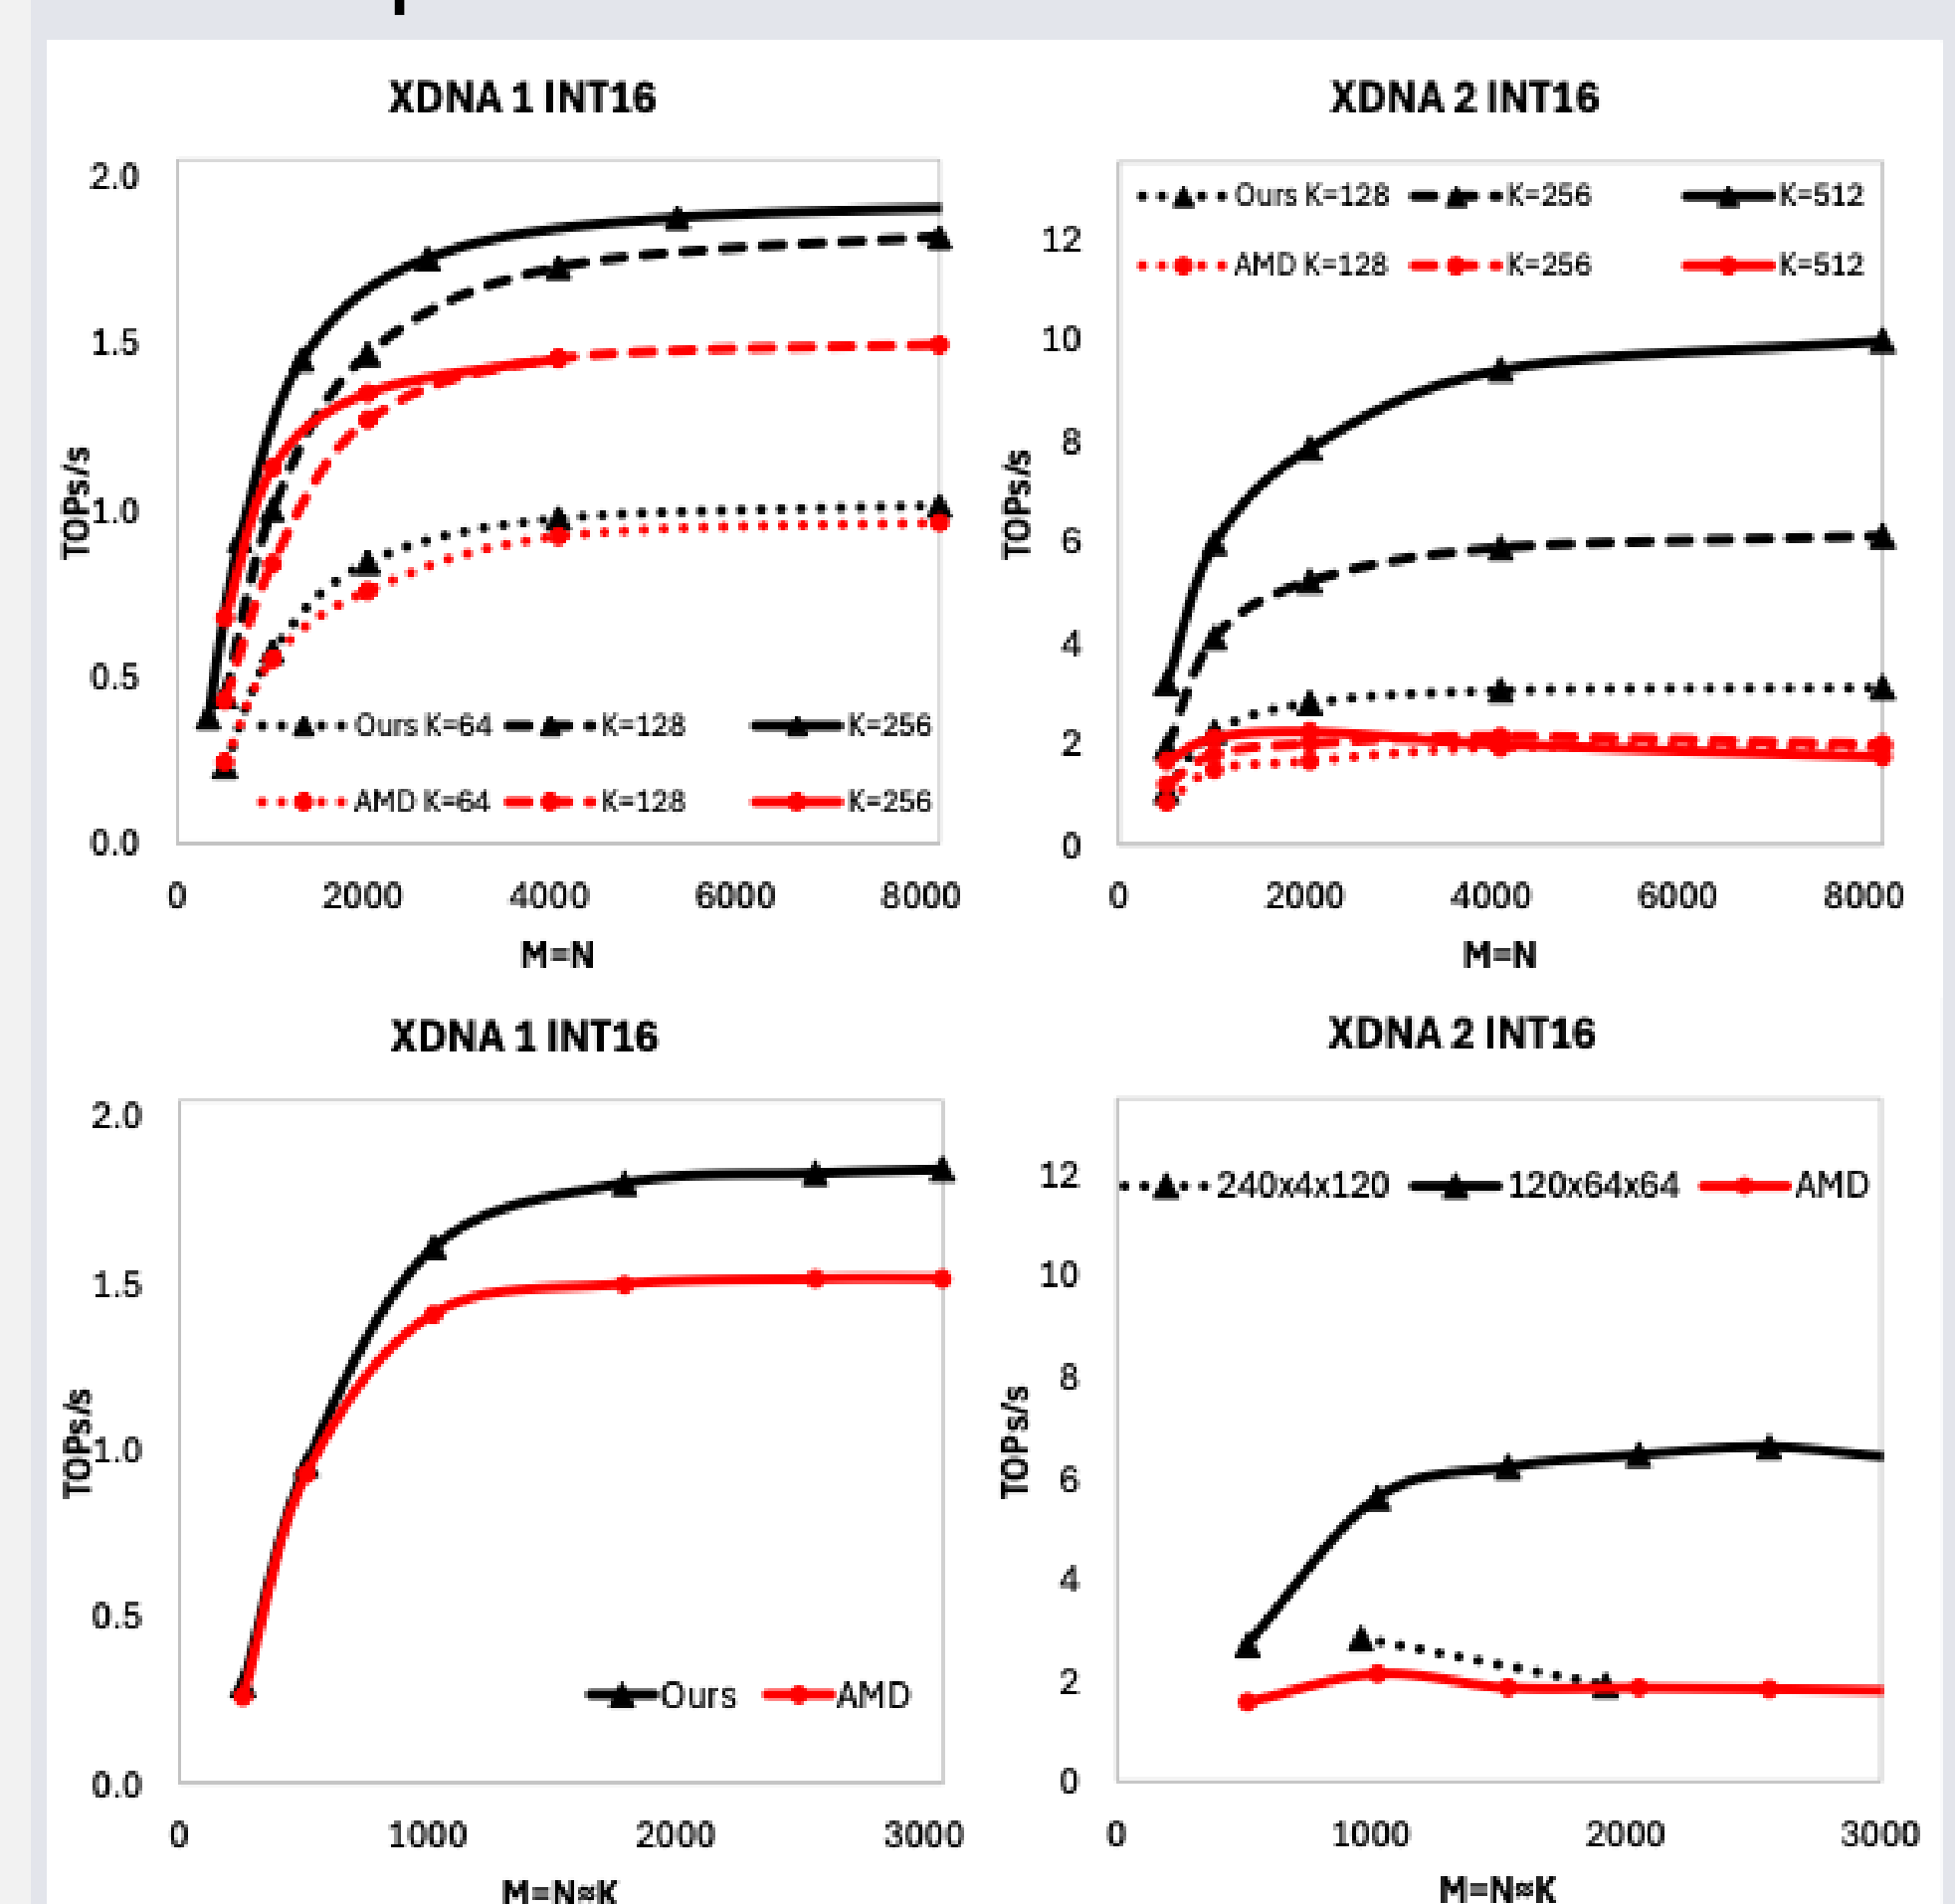 XDNA 1 INT16
2.0
1.5
1.0
0.5
0.0
TOPs/s
Ours K=64 K=128 K=256
AMD K=64 K=128 K=256
0 2000 4000 6000 8000
M=N
XDNA 2 INT16
Ours K=128 K=256 K=512
AMD K=128 K=256 K=512
12
10
8
6
4
2
0
TOPs/s
0 2000 4000 6000 8000
M=N
XDNA 1 INT16
2.0
1.5
1.0
0.5
0.0
TOPs/s
Ours AMD
0 1000 2000 3000
M=N≈K
XDNA 2 INT16
240x4x120 120x64x64 AMD
12
10
8
6
4
2
0
TOPs/s
0 1000 2000 3000
M=N≈K